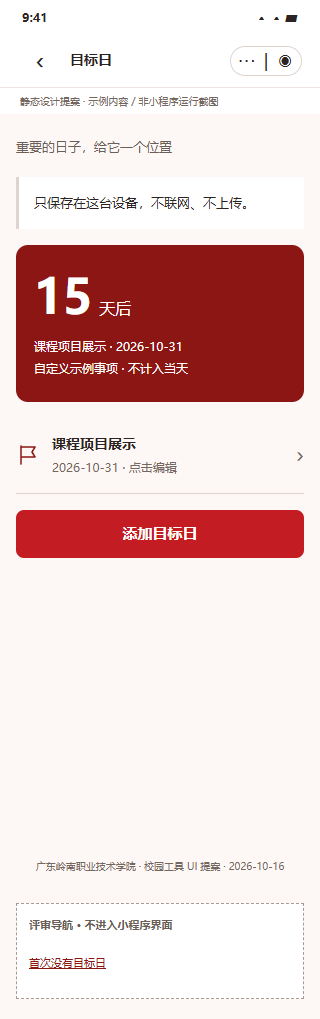 9:41
目标日
静态设计提案 · 示例内容 / 非小程序运行截图
重要的日子，给它一个位置
只保存在这台设备，不联网、不上传。
15 天后
课程项目展示 · 2026-10-31
自定义示例事项 · 不计入当天
课程项目展示
2026-10-31 · 点击编辑
添加目标日
广东岭南职业技术学院 · 校园工具 UI 提案 · 2026-10-16
评审导航 • 不进入小程序界面
首次没有目标日